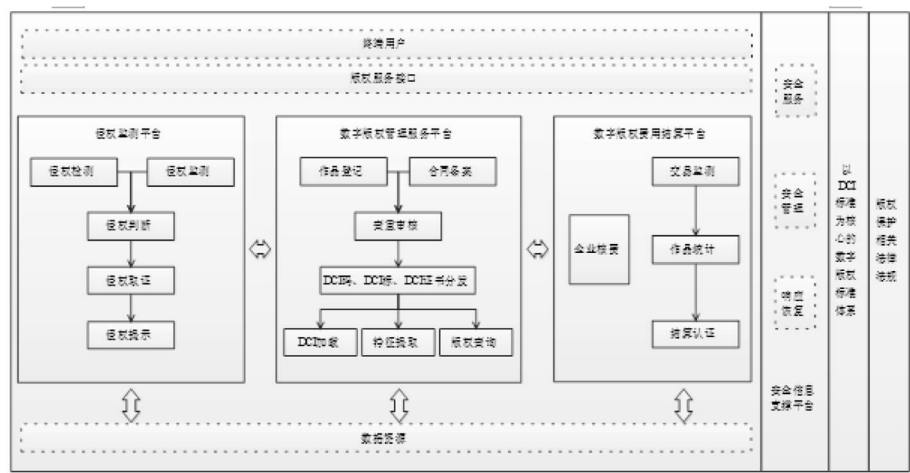 终端用户
版权服务接口
侵权监测平台
侵权检测
侵权监测
侵权判断
侵权取证
侵权提示
数字版权管理服务平台
作品登记
合同备案
查重审核
DCI码、DCI标、DCI证书分发
DCI加载
特征提取
版权查询
数字版权费用结算平台
交易监测
企业核费
作品统计
结算认证
数据资源
安全
服务
安全
管理
响应
恢复
安全信息
支撑平台
以
DCI
标准
为核
心的
数字
版权
标准
体系
版权
保护
相关
法律
法规